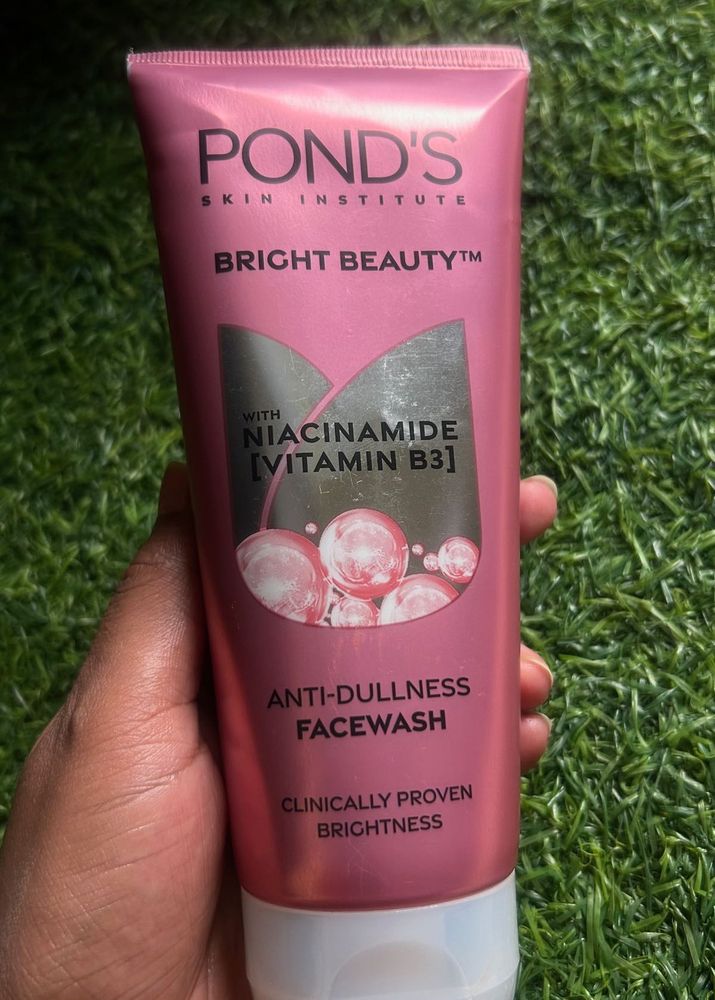 POND'S
SKIN INSTITUTE
BRIGHT BEAUTY™
WITH
NIACINAMIDE
[VITAMIN B3]
ANTI-DULLNESS
FACEWASH
CLINICALLY PROVEN
BRIGHTNESS